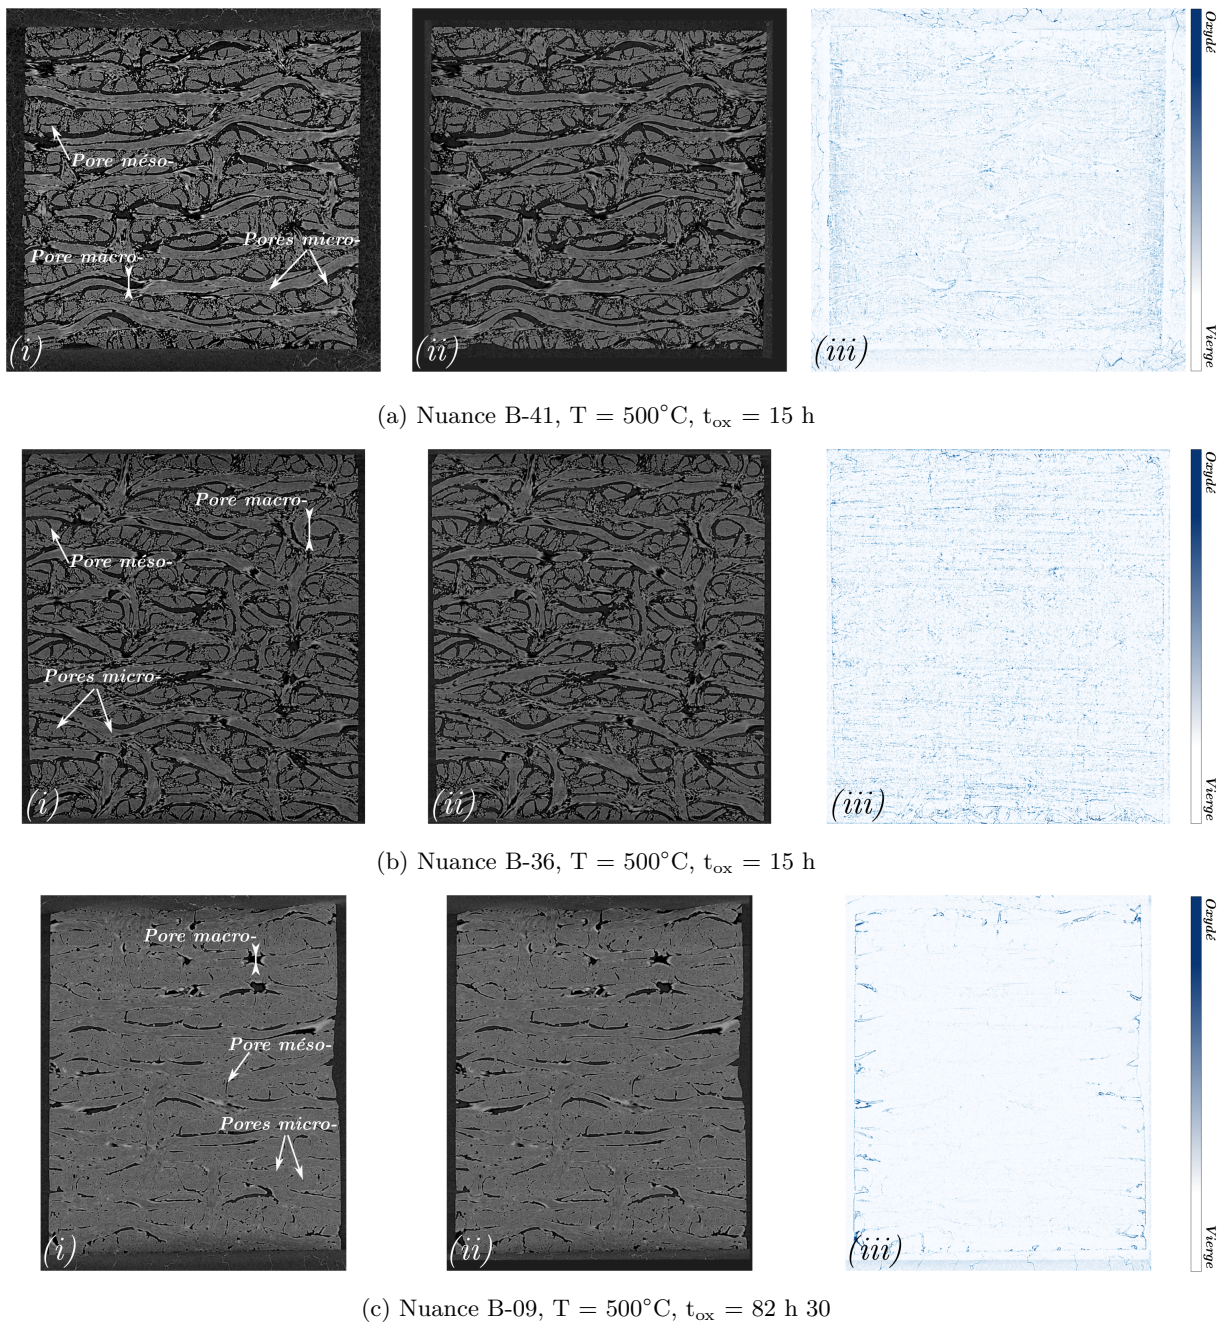 Pore méso-
Pores micro-
Pore macro-
(i)
(ii)
(iii)
Oxydé
Vierge
(a) Nuance B-41, T = 500°C, tox = 15 h
Pore macro-
Pore méso-
Pores micro-
(i)
(ii)
(iii)
Oxydé
Vierge
(b) Nuance B-36, T = 500°C, tox = 15 h
Pore macro-
Pore méso-
Pores micro-
(i)
(ii)
(iii)
Oxydé
Vierge
(c) Nuance B-09, T = 500°C, tox = 82 h 30